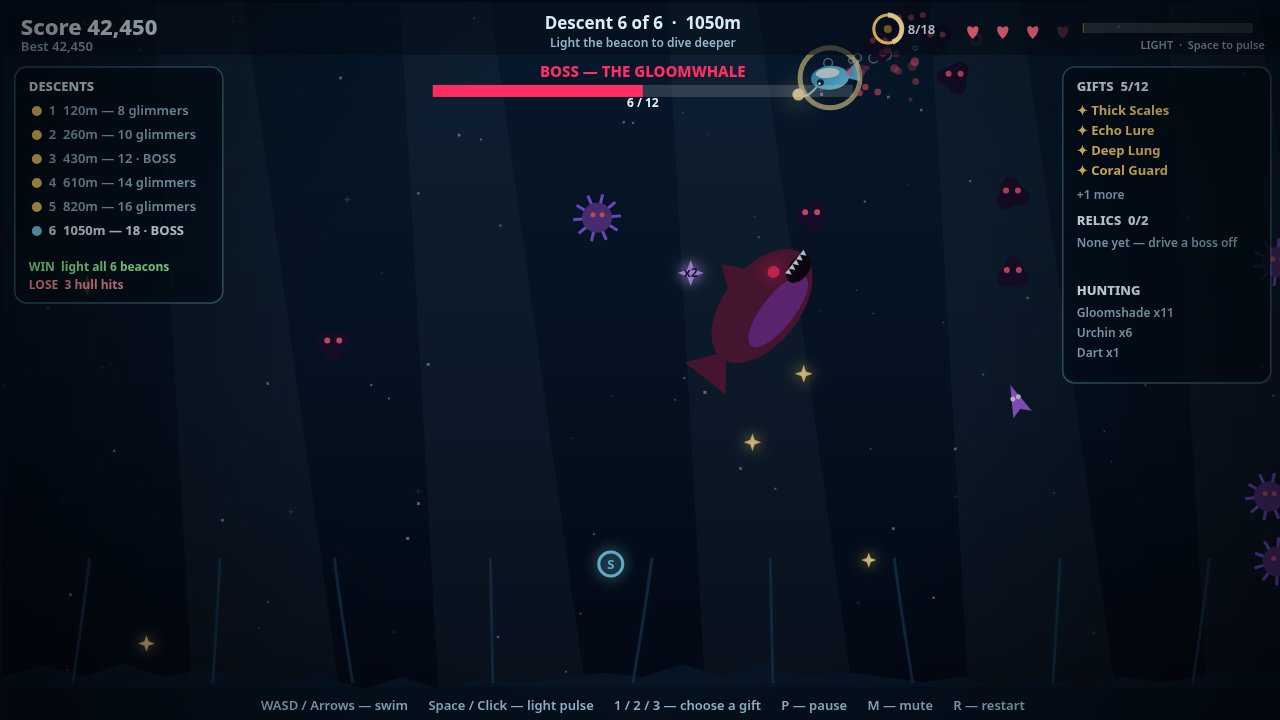 Score 42,450
Best 42,450
Descent 6 of 6 · 1050m
Light the beacon to dive deeper
8/18
LIGHT · Space to pulse
BOSS — THE GLOOMWHALE
6 / 12
DESCENTS
1 120m — 8 glimmers
2 260m — 10 glimmers
3 430m — 12 · BOSS
4 610m — 14 glimmers
5 820m — 16 glimmers
6 1050m — 18 · BOSS
WIN light all 6 beacons
LOSE 3 hull hits
GIFTS 5/12
✦ Thick Scales
✦ Echo Lure
✦ Deep Lung
✦ Coral Guard
+1 more
RELICS 0/2
None yet — drive a boss off
HUNTING
Gloomshade x11
Urchin x6
Dart x1
x2
S
WASD / Arrows — swim Space / Click — light pulse 1 / 2 / 3 — choose a gift P — pause M — mute R — restart